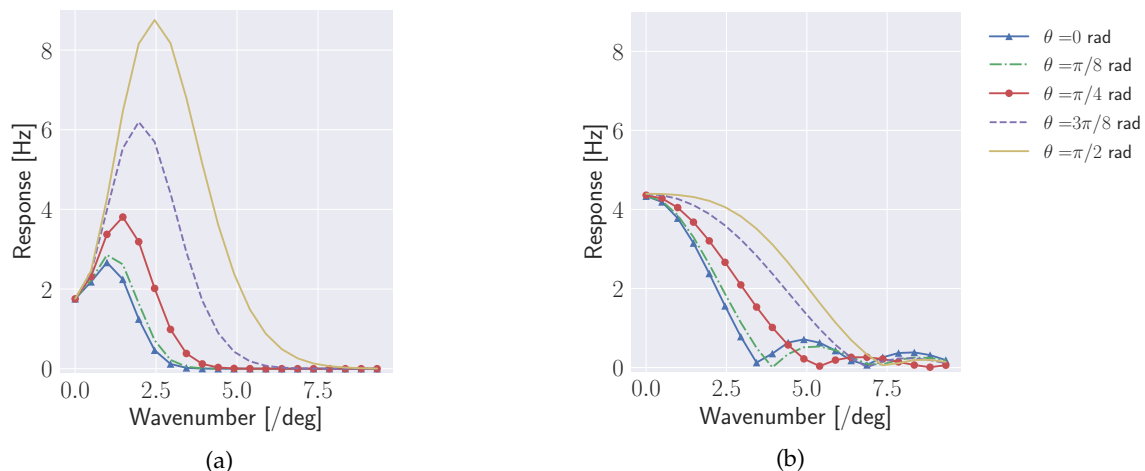 8
6
4
2
0
Response [Hz]
0.0 2.5 5.0 7.5
Wavenumber [/deg]
(a)
8
6
4
2
0
Response [Hz]
0.0 2.5 5.0 7.5
Wavenumber [/deg]
(b)
θ =0 rad
θ =π/8 rad
θ =π/4 rad
θ =3π/8 rad
θ =π/2 rad